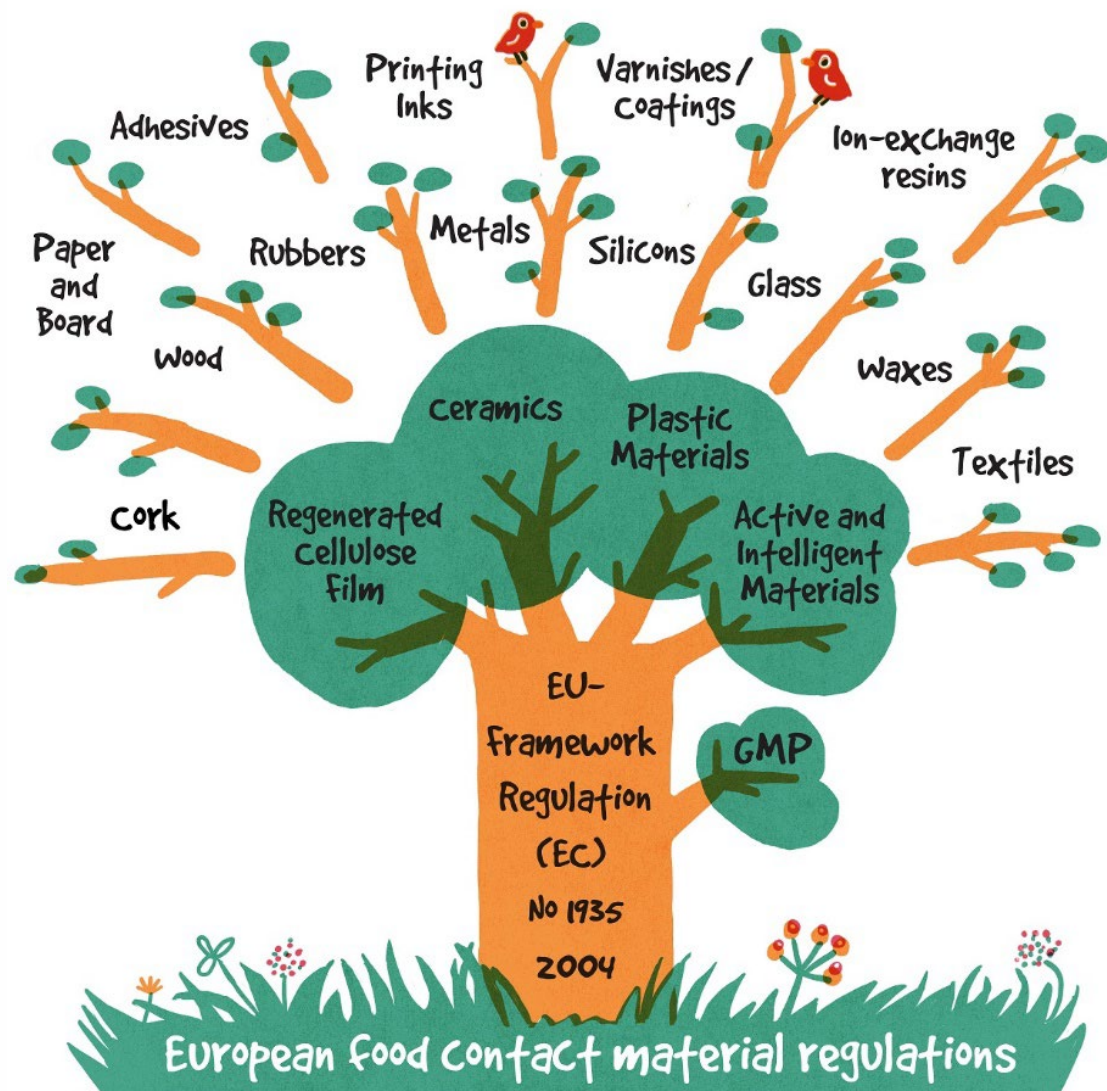 Printing
Inks
Varnishes/
Coatings
Adhesives
Ion-exchange
resins
Paper
and
Board
Rubbers
Metals
Silicons
Glass
Wood
Waxes
Cork
Textiles
Ceramics
Plastic
Materials
Regenerated
Cellulose
Film
Active and
Intelligent
Materials
EU-
Framework
Regulation
(EC)
No 1935
2004
GMP
European food contact material regulations